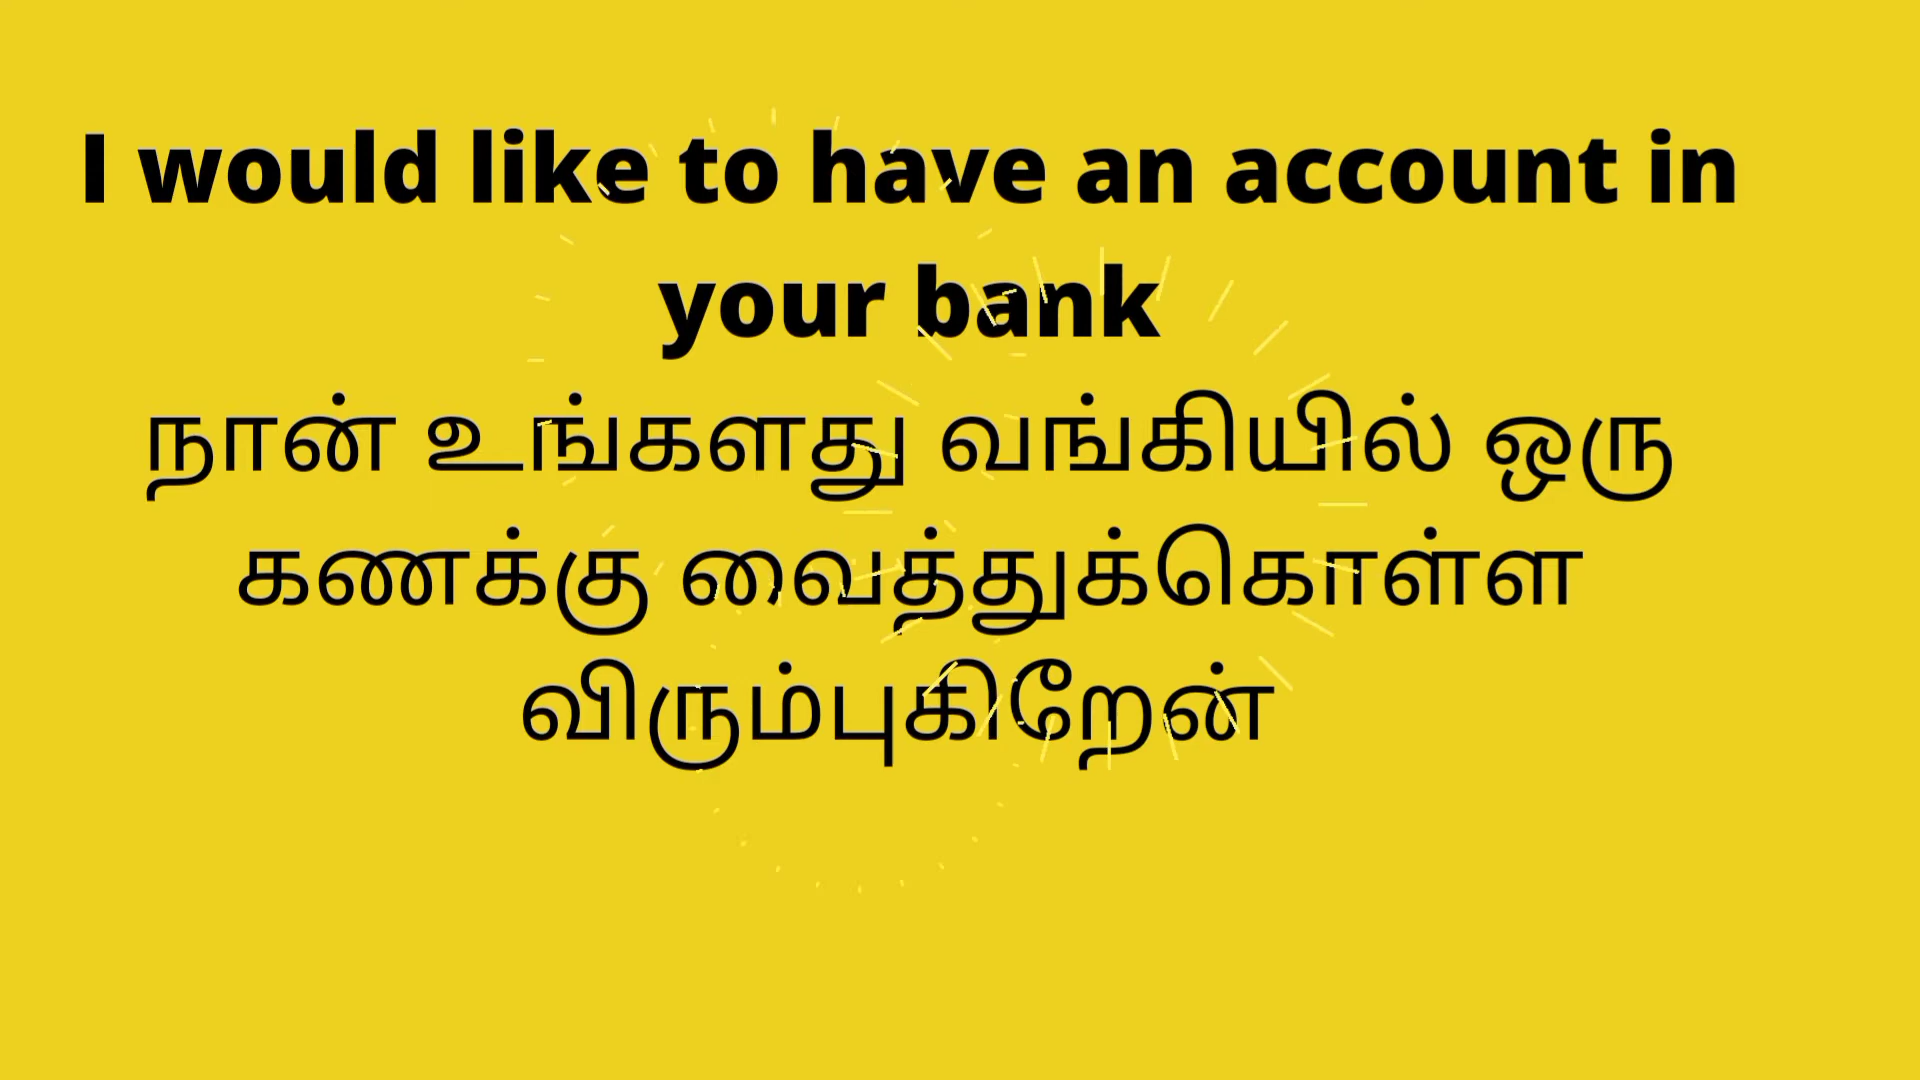 I would like to have an account in
your bank
நான் உங்களது வங்கியில் ஒரு
கணக்கு வைத்துக்கொள்ள
விரும்புகிறேன்